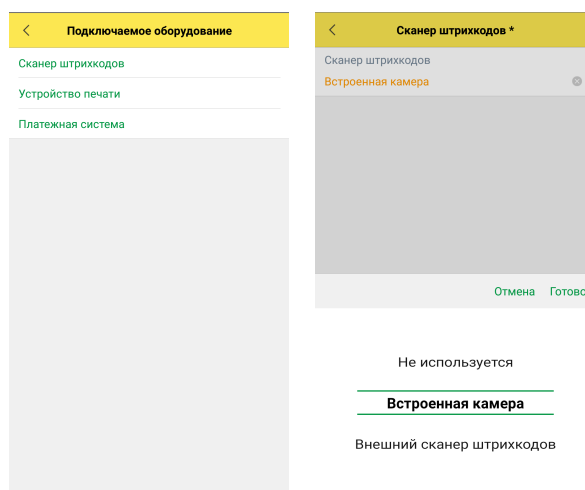 Подключаемое оборудование
Сканер штрихкодов
Устройство печати
Платежная система
Сканер штрихкодов *
Сканер штрихкодов
Встроенная камера
Отмена Готово
Не используется
Встроенная камера
Внешний сканер штрихкодов